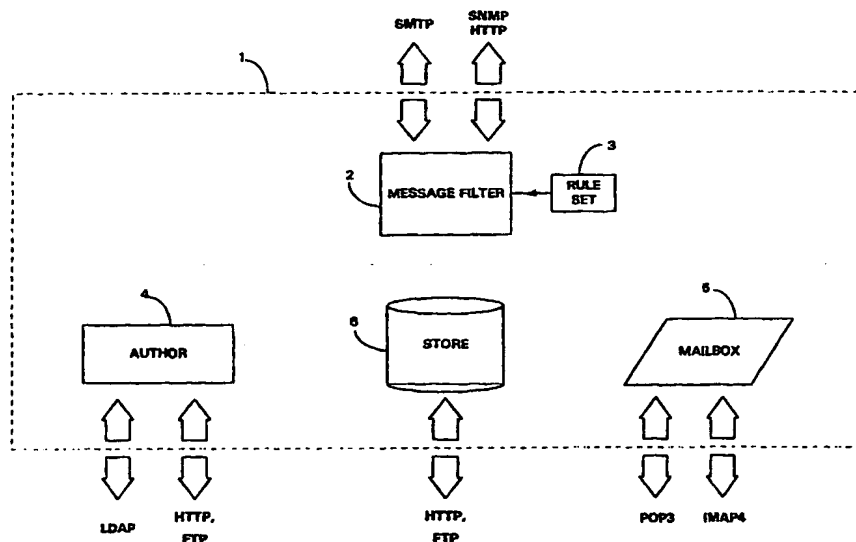 SMTP
SNMP
HTTP
1
2
MESSAGE FILTER
3
RULE
SET
4
AUTHOR
6
STORE
5
MAILBOX
LDAP
HTTP,
FTP
HTTP,
FTP
POP3
IMAP4